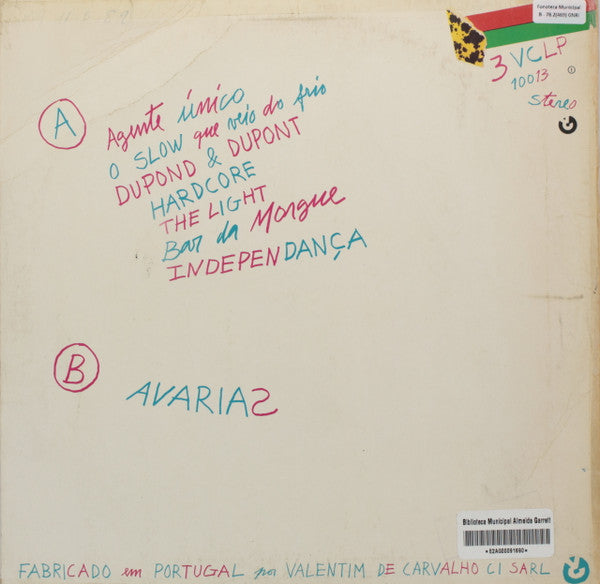 Fonoteca Municipal
3 VCLP
10013
Stereo
A
Agente único
O SLOW que veio do frio
DUPOND & DUPONT
HARDCORE
THE LIGHT
Bar da Morgue
INDEPENDANÇA
B
AVARIAS
Biblioteca Municipal Almeida Garrett
FABRICADO em PORTUGAL por VALENTIM DE CARVALHO CI SARL